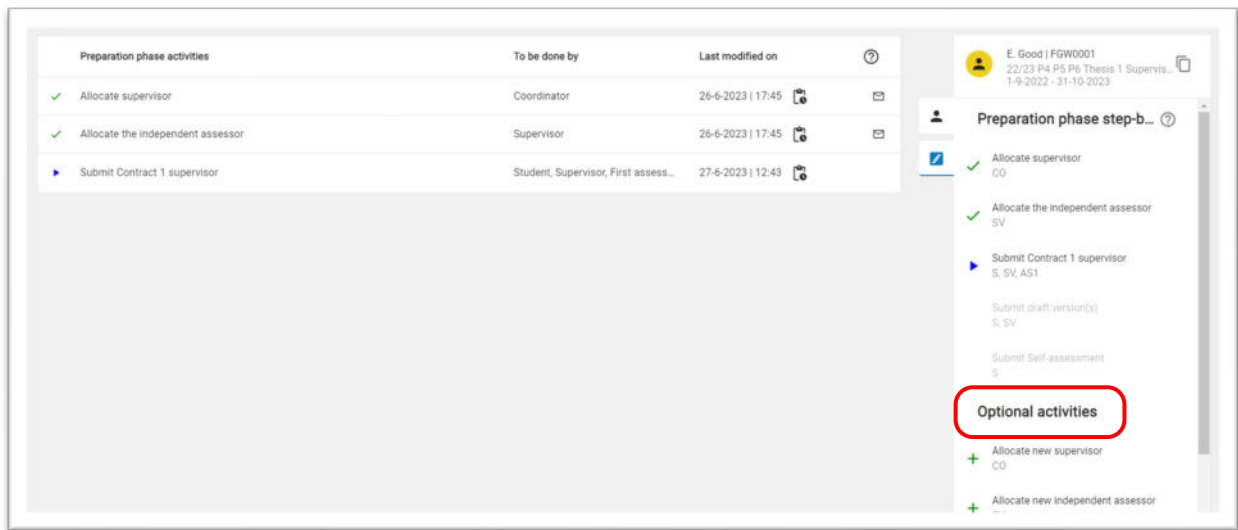 Preparation phase activities To be done by Last modified on
Allocate supervisor Coordinator 26-6-2023 | 17:45
Allocate the independent assessor Supervisor 26-6-2023 | 17:45
Submit Contract 1 supervisor Student, Supervisor, First assess... 27-6-2023 | 12:43
E. Good | FGW0001
22/23 P4 P5 P6 Thesis 1 Supervis...
1-9-2022 - 31-10-2023
Preparation phase step-b...
Allocate supervisor
CO
Allocate the independent assessor
SV
Submit Contract 1 supervisor
S, SV, AS1
Submit draft version(s)
S, SV
Submit Self-assessment
S
Optional activities
Allocate new supervisor
CO
Allocate new independent assessor